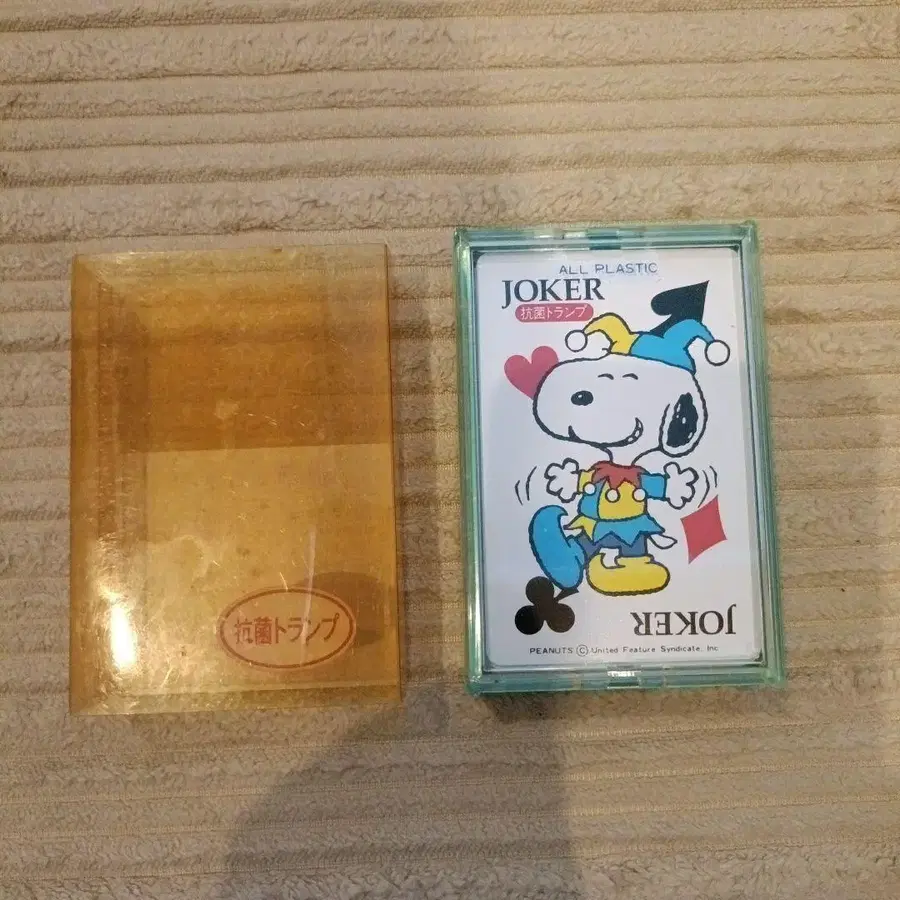 抗菌トランプ
ALL PLASTIC
JOKER
抗菌トランプ
JOKER
PEANUTS © United Feature Syndicate, Inc